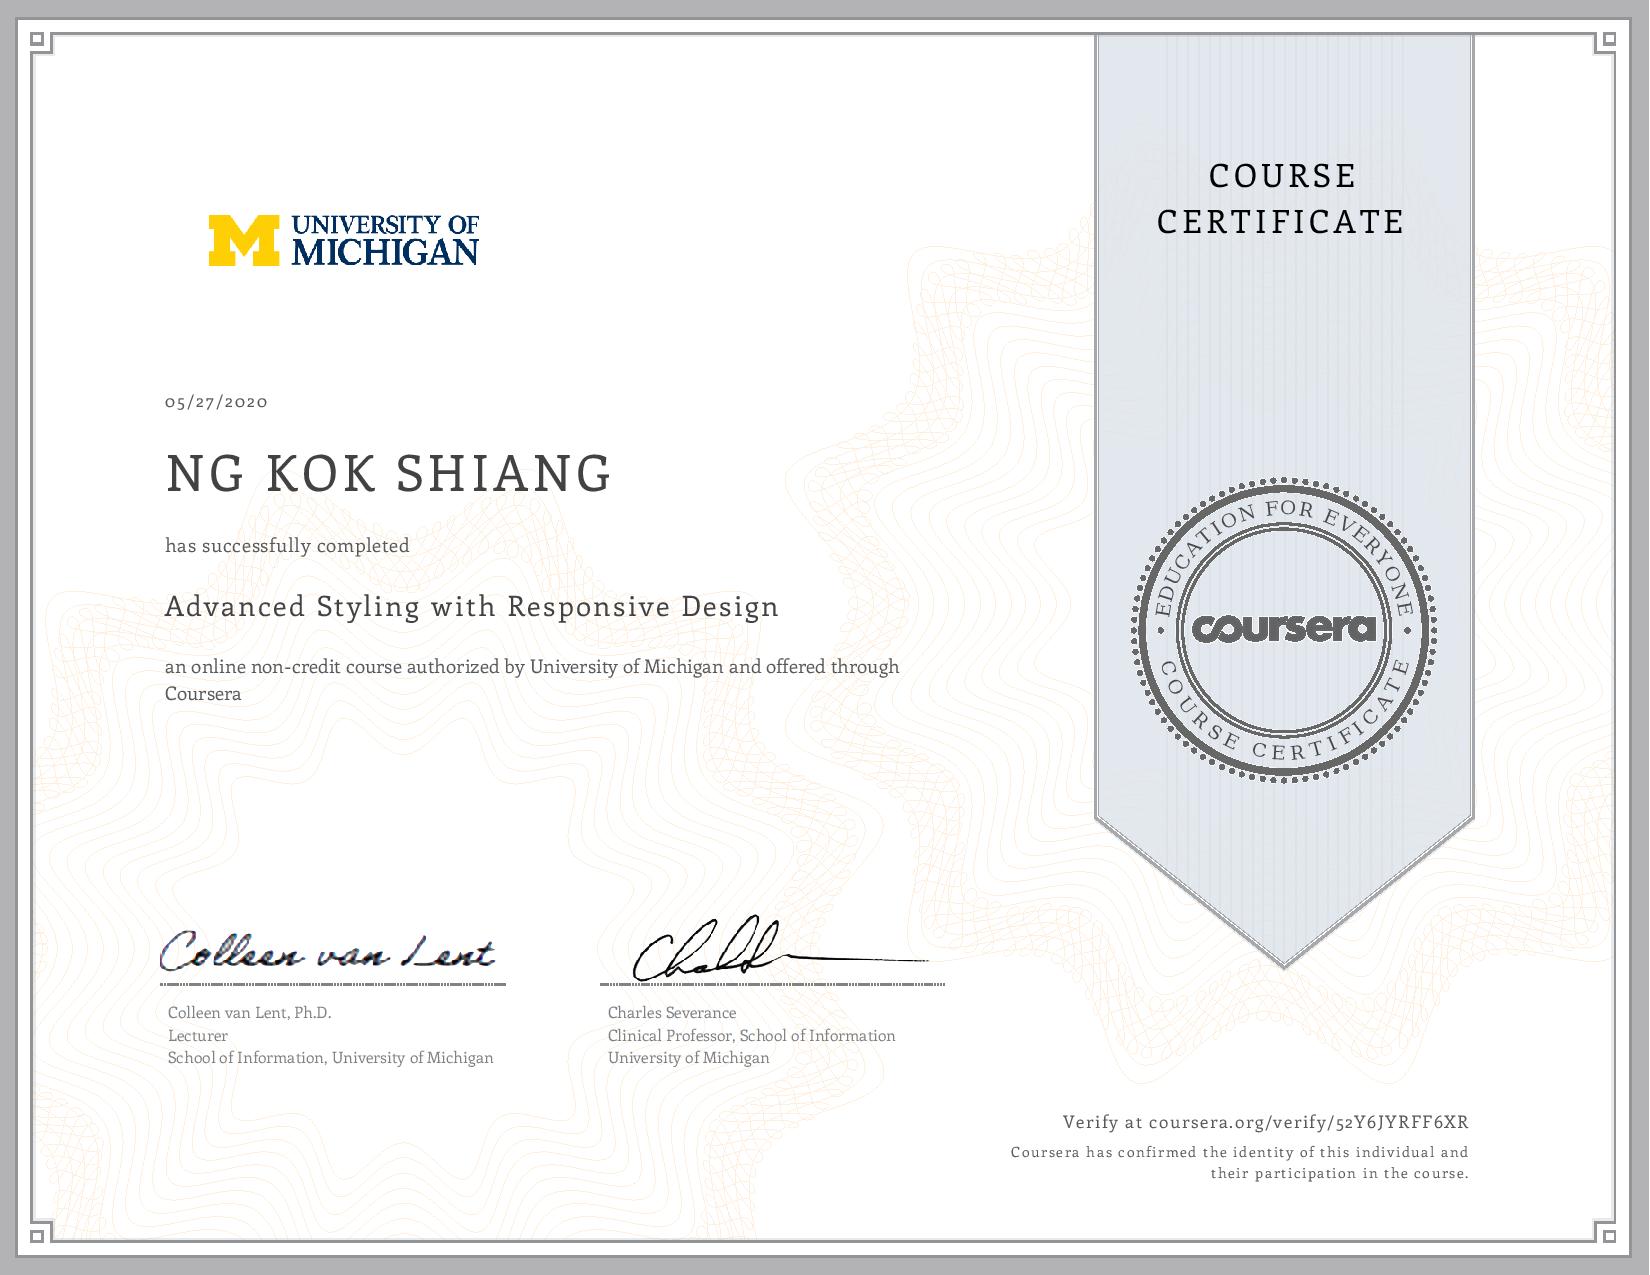 COURSE
CERTIFICATE
UNIVERSITY OF
MICHIGAN
05/27/2020
NG KOK SHIANG
has successfully completed
Advanced Styling with Responsive Design
an online non-credit course authorized by University of Michigan and offered through
Coursera
EDUCATION FOR EVERYONE
coursera
COURSE CERTIFICATE
Colleen van Lent
Colleen van Lent, Ph.D.
Lecturer
School of Information, University of Michigan
Charles Severance
Clinical Professor, School of Information
University of Michigan
Verify at coursera.org/verify/52Y6JYRFF6XR
Coursera has confirmed the identity of this individual and
their participation in the course.